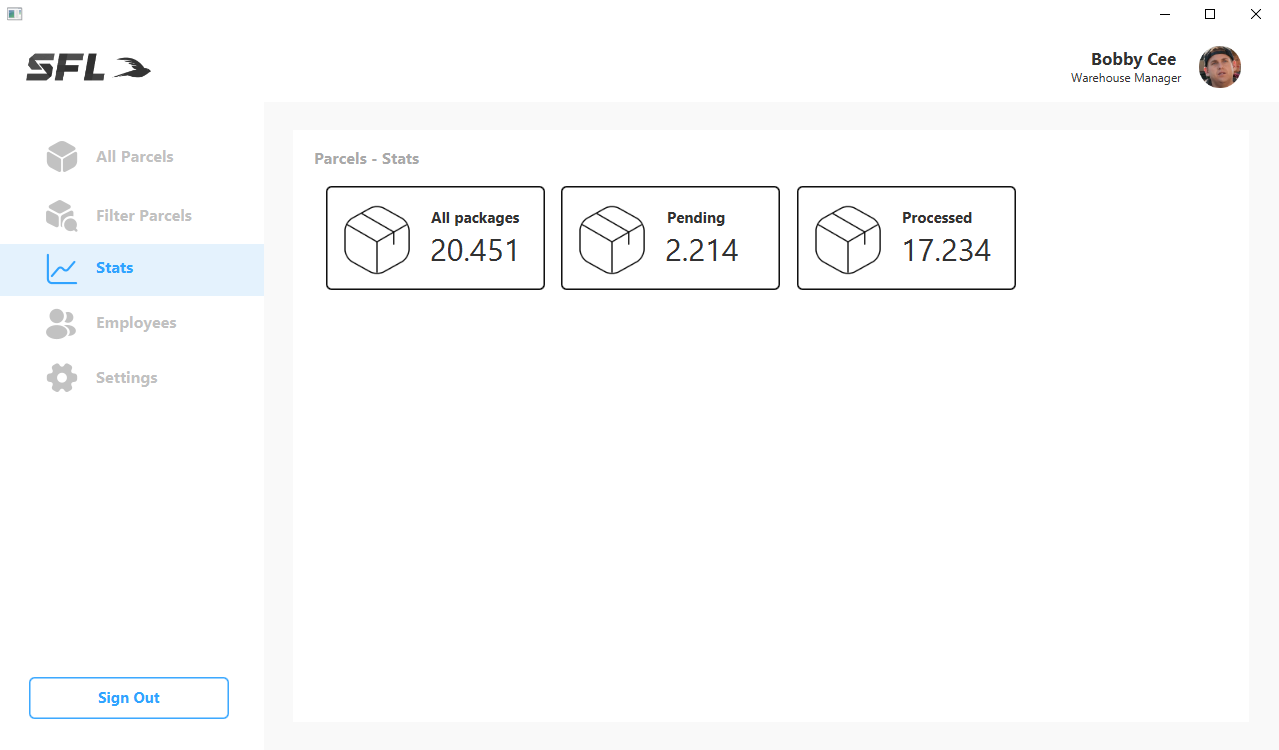 SFL
Bobby Cee
Warehouse Manager
All Parcels
Filter Parcels
Stats
Employees
Settings
Sign Out
Parcels - Stats
All packages
20.451
Pending
2.214
Processed
17.234